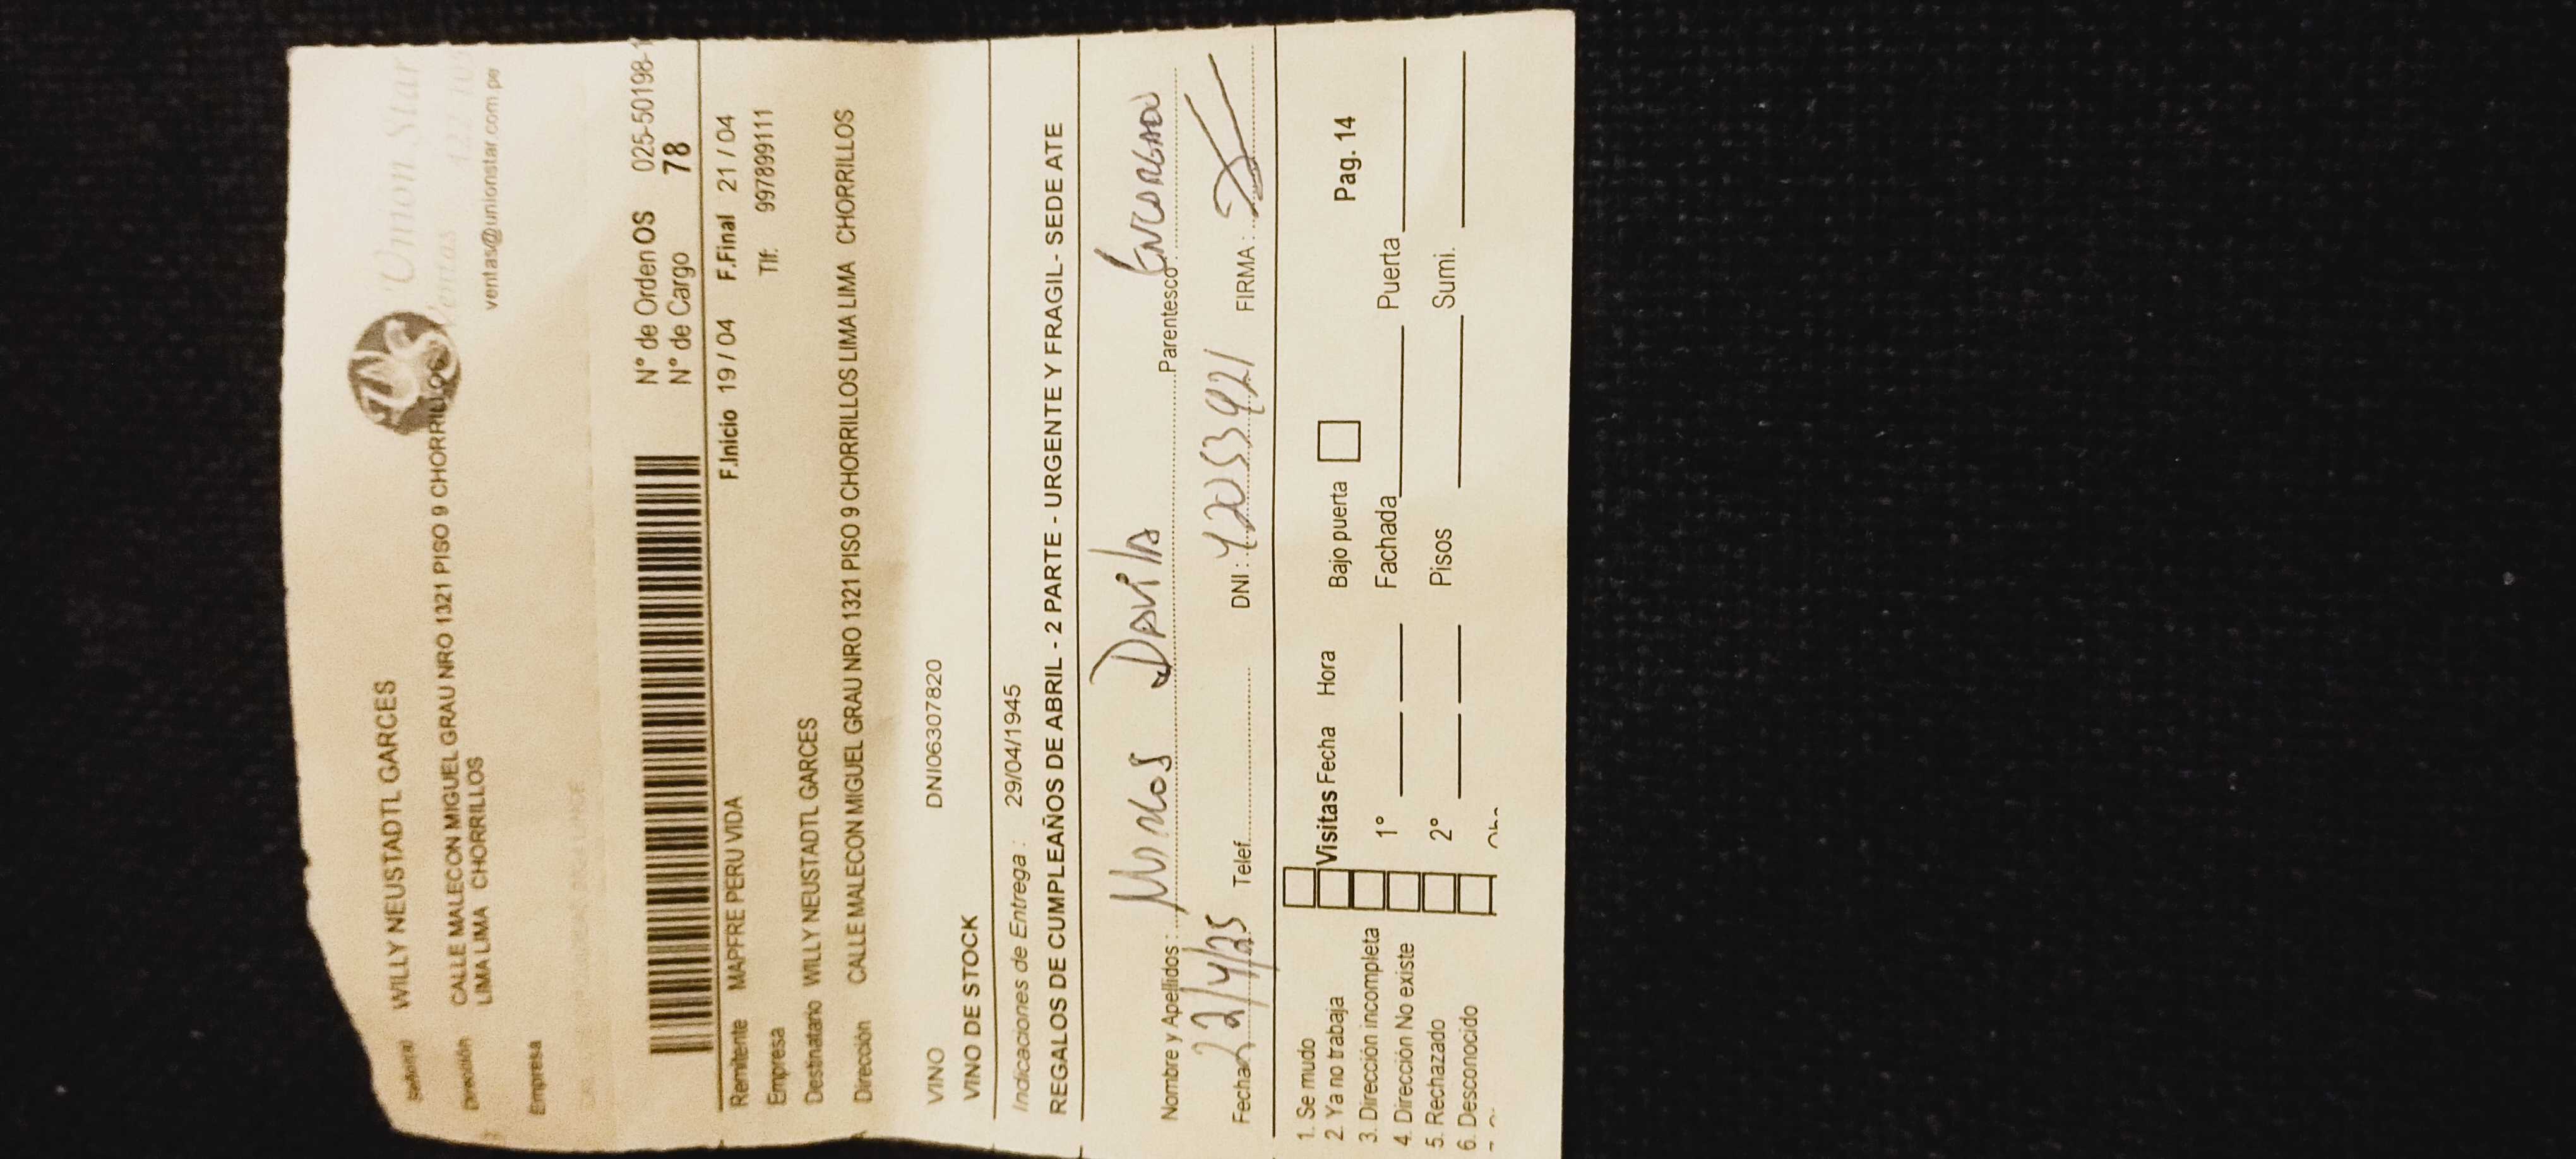 Union Star
Ventas
ventas@unionstar.com.pe
Señor(a) WILLY NEUSTADTL GARCES
Dirección CALLE MALECON MIGUEL GRAU NRO 1321 PISO 9 CHORRILLOS
LIMA LIMA CHORRILLOS
Empresa
N° de Orden OS 025-50198-1
N° de Cargo 78
Remitente MAPFRE PERU VIDA F.Inicio 19 / 04 F.Final 21 / 04
Empresa Tlf: 997899111
Destinatario WILLY NEUSTADTL GARCES
Dirección CALLE MALECON MIGUEL GRAU NRO 1321 PISO 9 CHORRILLOS LIMA LIMA CHORRILLOS
VINO DNI06307820
VINO DE STOCK
Indicaciones de Entrega : 29/04/1945
REGALOS DE CUMPLEAÑOS DE ABRIL - 2 PARTE - URGENTE Y FRAGIL- SEDE ATE
Nombre y Apellidos : Davila Parentesco : Encargado
Fecha 22/4/25 Telef. DNI : 42053921 FIRMA :
1. Se mudo
2. Ya no trabaja Visitas Fecha Hora Bajo puerta Pag. 14
3. Dirección incompleta 1° Fachada Puerta
4. Dirección No existe
5. Rechazado 2° Pisos Sumi.
6. Desconocido